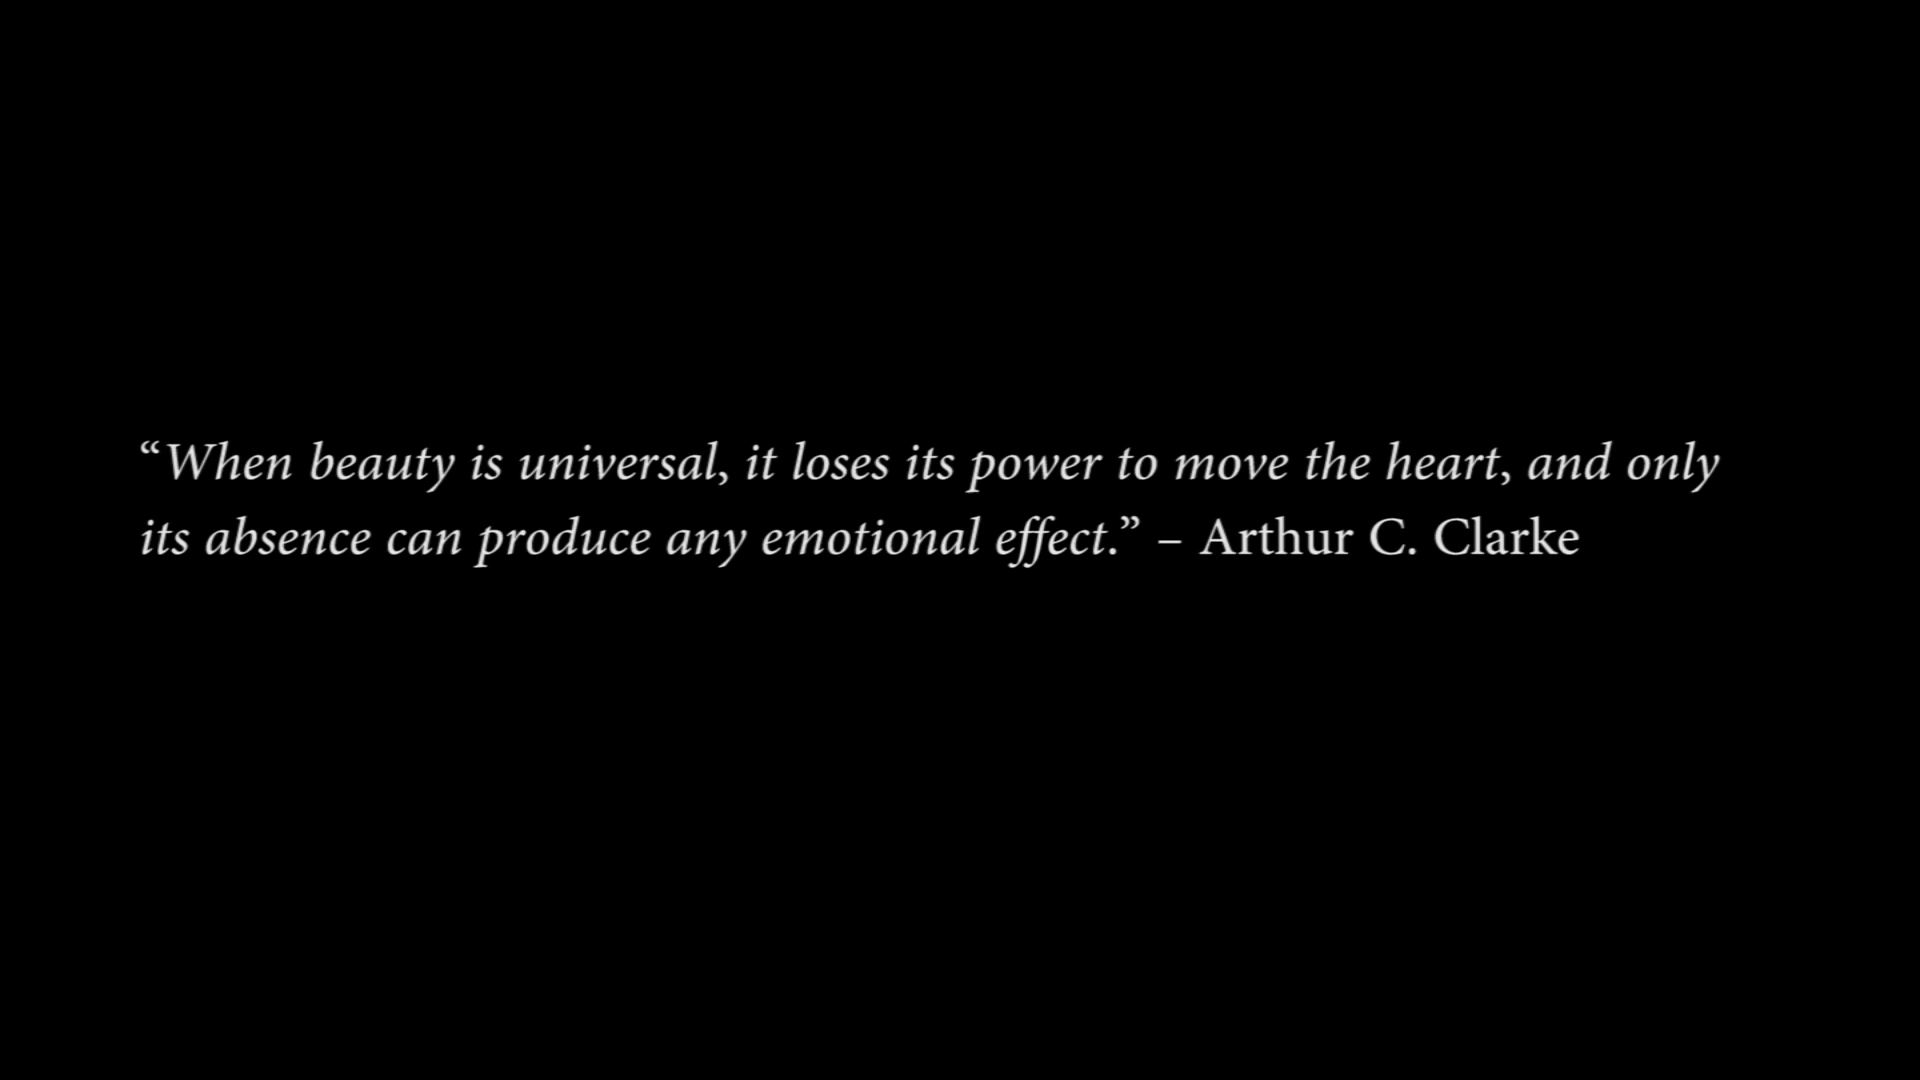 “When beauty is universal, it loses its power to move the heart, and only
its absence can produce any emotional effect.” – Arthur C. Clarke